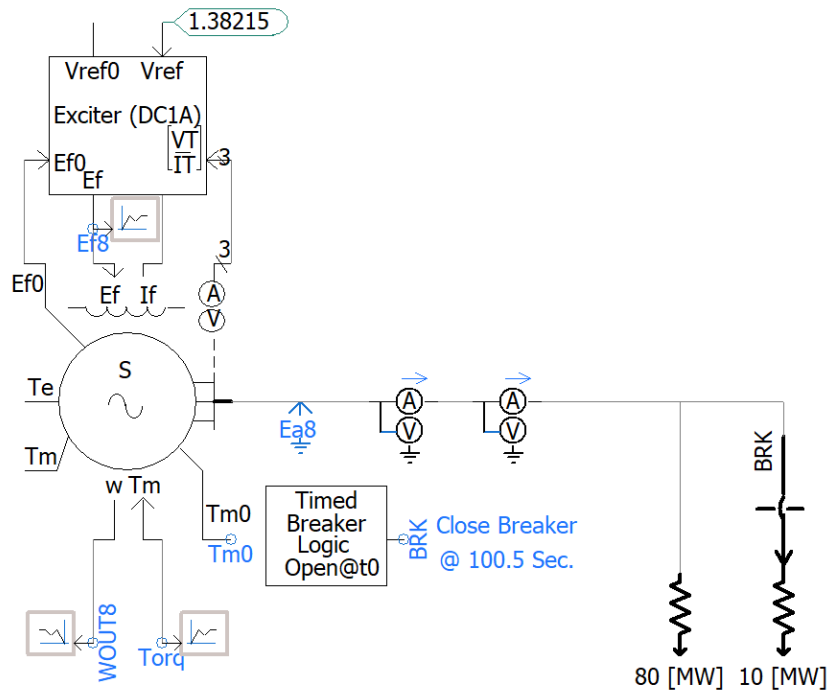 1.38215
Vref0 Vref
Exciter (DC1A)
VT
IT
3
Ef0
Ef
Ef8
3
Ef0
Ef If
A
V
S
Te
Tm
w Tm
Tm0
Tm0
Ea8
A
V
A
V
Timed
Breaker
Logic
Open@t0
BRK
Close Breaker
@ 100.5 Sec.
BRK
WOUT8
Torq
80 [MW] 10 [MW]